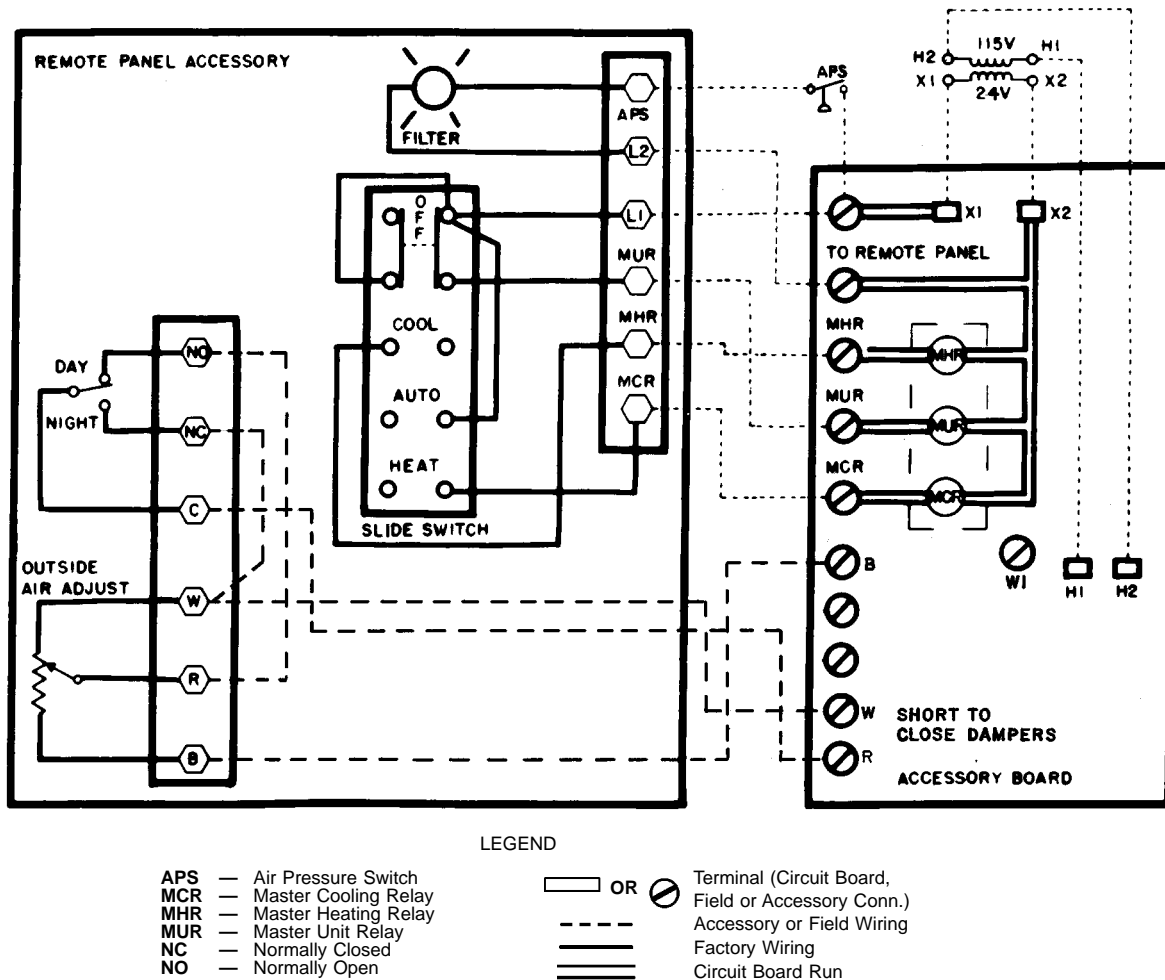 REMOTE PANEL ACCESSORY
FILTER
APS
L2
L1
MUR
MHR
MCR
OFF
COOL
AUTO
HEAT
SLIDE SWITCH
DAY
NIGHT
NO
NC
C
OUTSIDE
AIR ADJUST
W
R
B
APS
H2 115V H1
X1 24V X2
X1 X2
TO REMOTE PANEL
MHR
MHR
MUR
MUR
MCR
MCR
B
W1
H1 H2
W
SHORT TO
CLOSE DAMPERS
R
ACCESSORY BOARD
LEGEND
APS — Air Pressure Switch
MCR — Master Cooling Relay
MHR — Master Heating Relay
MUR — Master Unit Relay
NC — Normally Closed
NO — Normally Open
OR Terminal (Circuit Board,
Field or Accessory Conn.)
Accessory or Field Wiring
Factory Wiring
Circuit Board Run